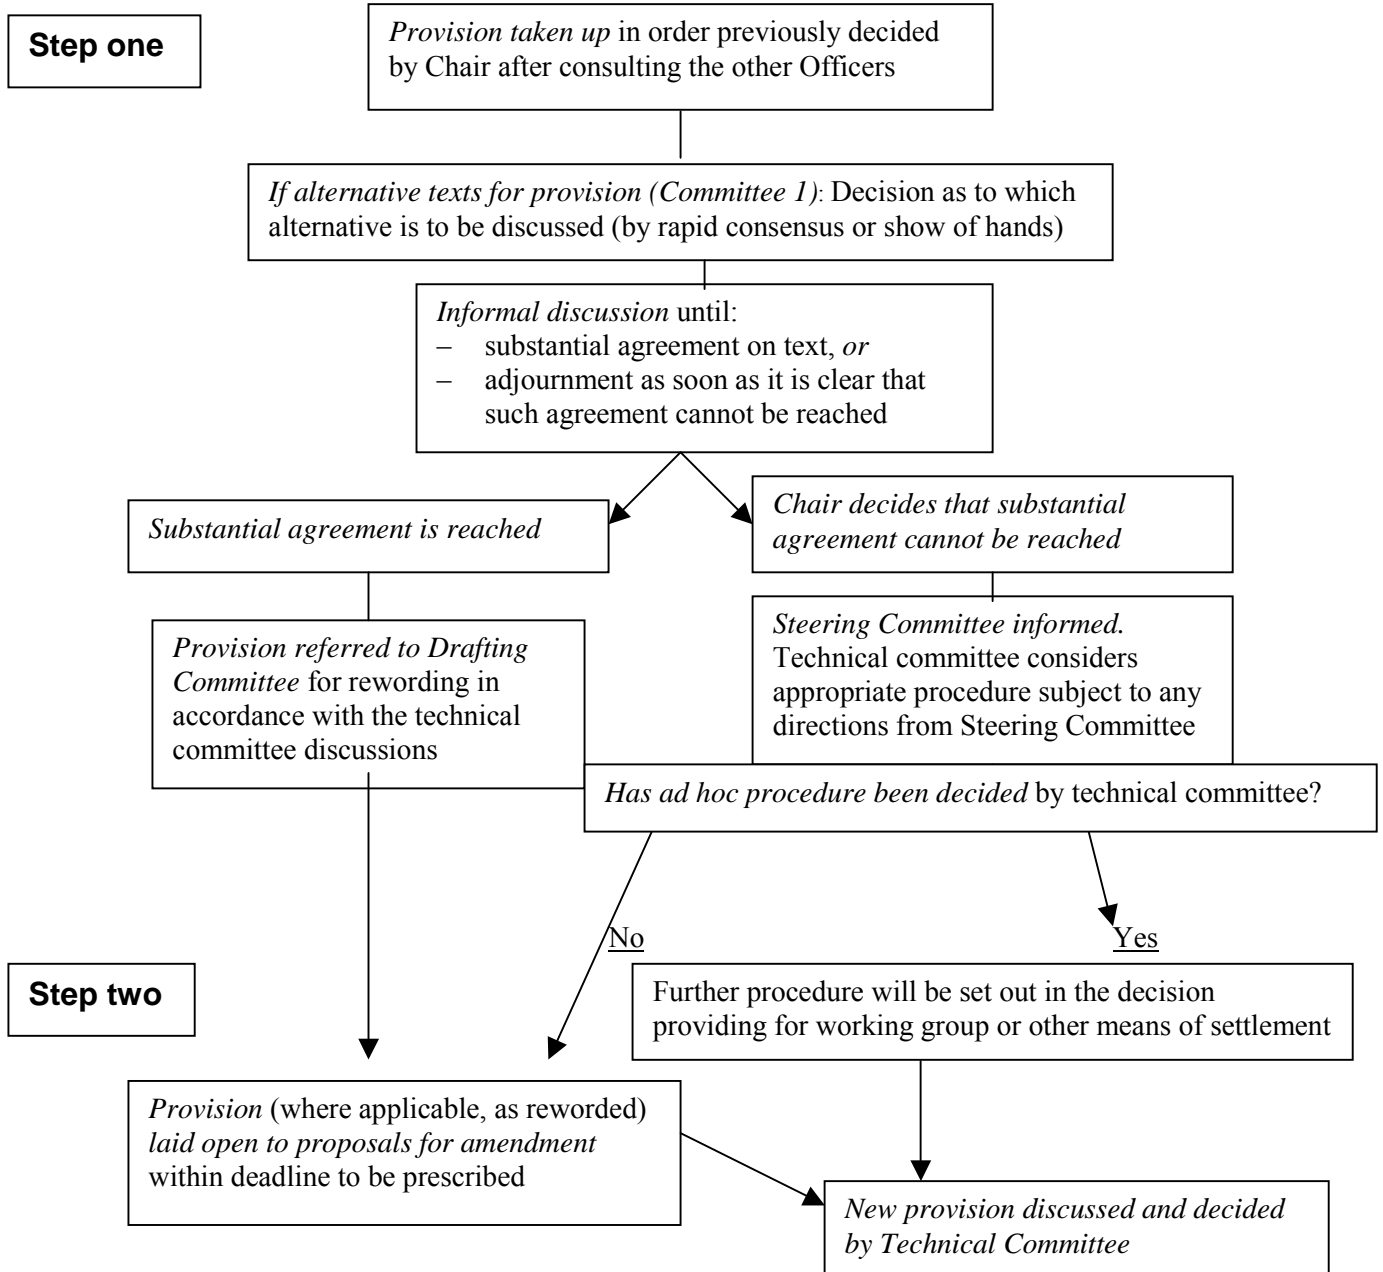 Step one
Provision taken up in order previously decided
by Chair after consulting the other Officers
If alternative texts for provision (Committee 1): Decision as to which
alternative is to be discussed (by rapid consensus or show of hands)
Informal discussion until:
– substantial agreement on text, or
– adjournment as soon as it is clear that
such agreement cannot be reached
Substantial agreement is reached
Chair decides that substantial
agreement cannot be reached
Provision referred to Drafting
Committee for rewording in
accordance with the technical
committee discussions
Steering Committee informed.
Technical committee considers
appropriate procedure subject to any
directions from Steering Committee
Has ad hoc procedure been decided by technical committee?
No
Yes
Step two
Further procedure will be set out in the decision
providing for working group or other means of settlement
Provision (where applicable, as reworded)
laid open to proposals for amendment
within deadline to be prescribed
New provision discussed and decided
by Technical Committee